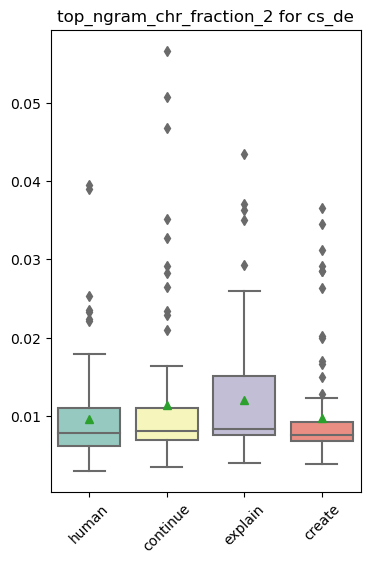 top_ngram_chr_fraction_2 for cs_de
0.05
0.04
0.03
0.02
0.01
human
continue
explain
create